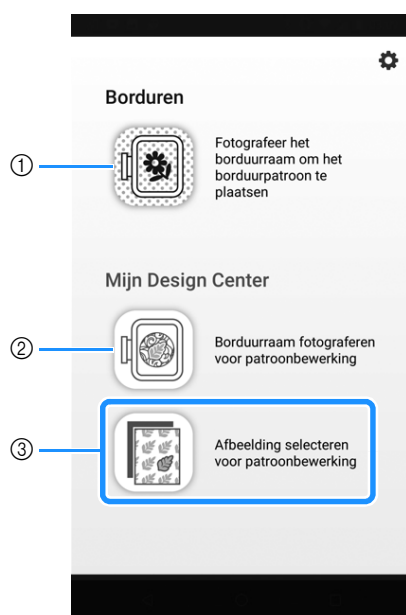 Borduren
①
Fotografeer het
borduurraam om het
borduurpatroon te
plaatsen
Mijn Design Center
②
Borduurraam fotograferen
voor patroonbewerking
③
Afbeelding selecteren
voor patroonbewerking